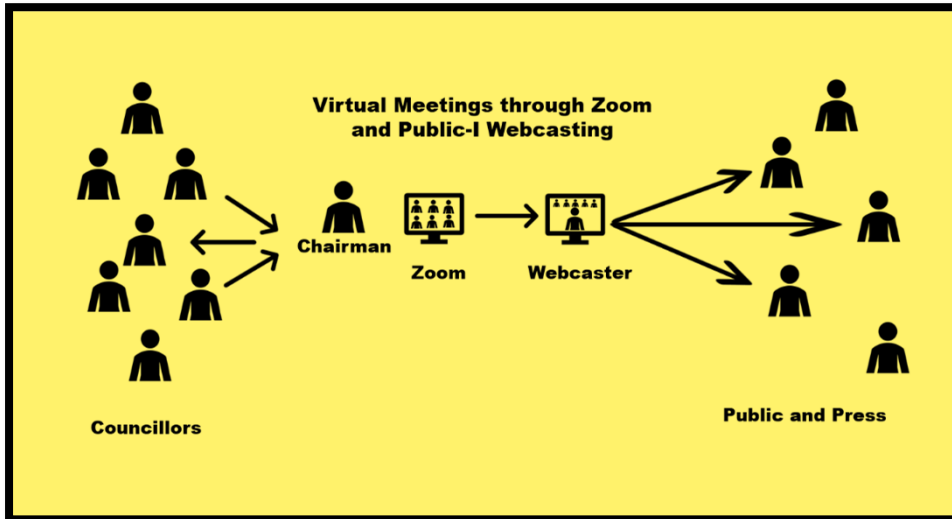 Virtual Meetings through Zoom
and Public-I Webcasting
Chairman
Zoom
Webcaster
Councillors
Public and Press